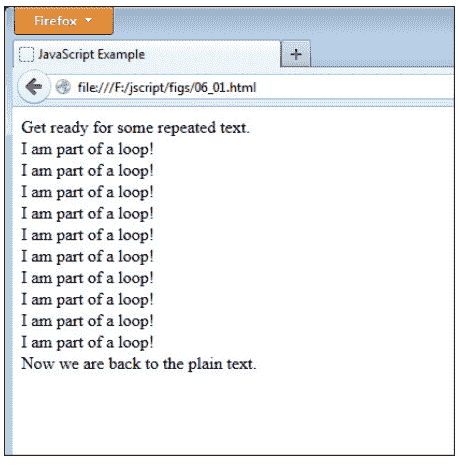 Firefox
JavaScript Example
file:///F:/jscript/figs/06_01.html
Get ready for some repeated text.
I am part of a loop!
I am part of a loop!
I am part of a loop!
I am part of a loop!
I am part of a loop!
I am part of a loop!
I am part of a loop!
I am part of a loop!
I am part of a loop!
I am part of a loop!
Now we are back to the plain text.